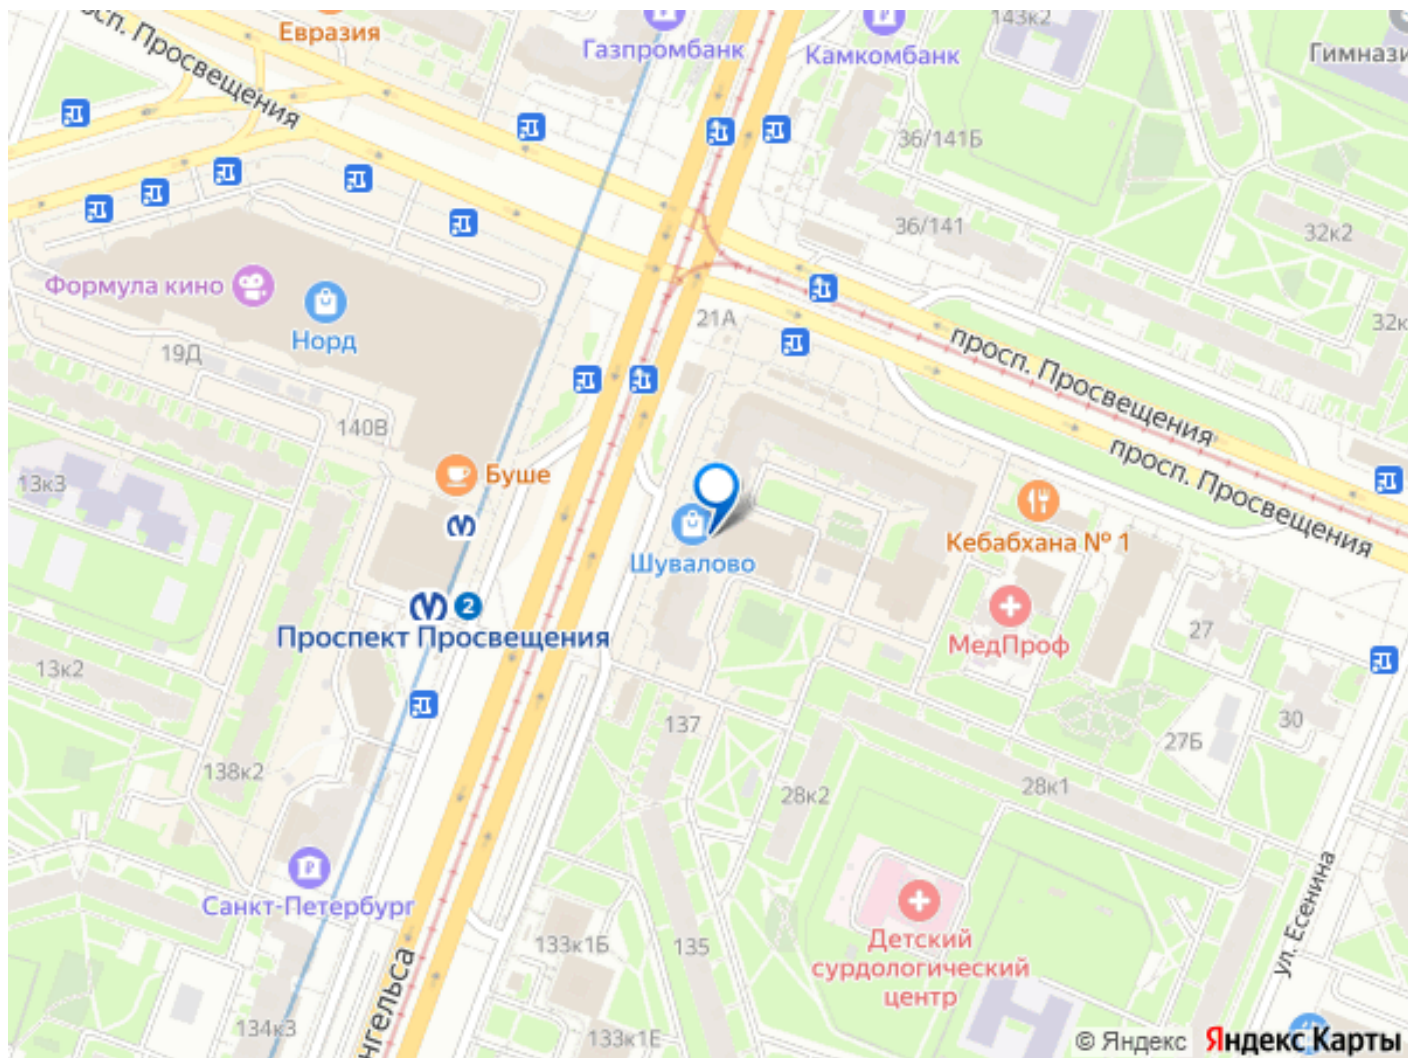 Евразия
Газпромбанк
Камкомбанк
143к2
Гимнази
просп. Просвещения
36/141Б
36/141
32к2
32к
Формула кино
Норд
19Д
21А
просп. Просвещения
просп. Просвещения
140В
13к3
Буше
Шувалово
Кебабхана № 1
2
Проспект Просвещения
МедПроф
27
13к2
137
30
27Б
138к2
28к2
28к1
Санкт-Петербург
ул. Есенина
нгельса
133к1Б
135
Детский
сурдологический
центр
134к3
133к1Е
© Яндекс Яндекс Карты